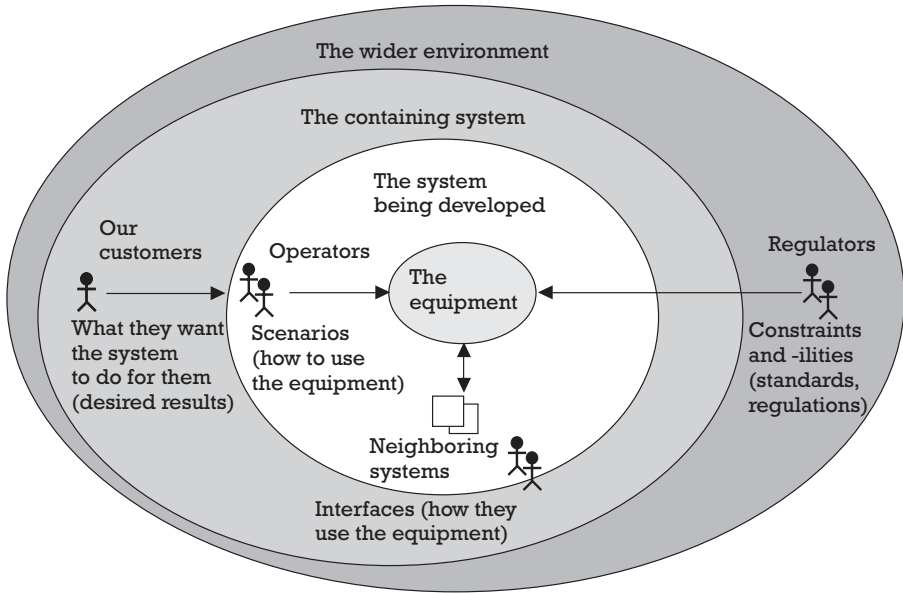 The wider environment
The containing system
The system
being developed
Our
customers
Operators
Regulators
The
equipment
What they want
the system
to do for them
(desired results)
Scenarios
(how to use
the equipment)
Constraints
and -ilities
(standards,
regulations)
Neighboring
systems
Interfaces (how they
use the equipment)